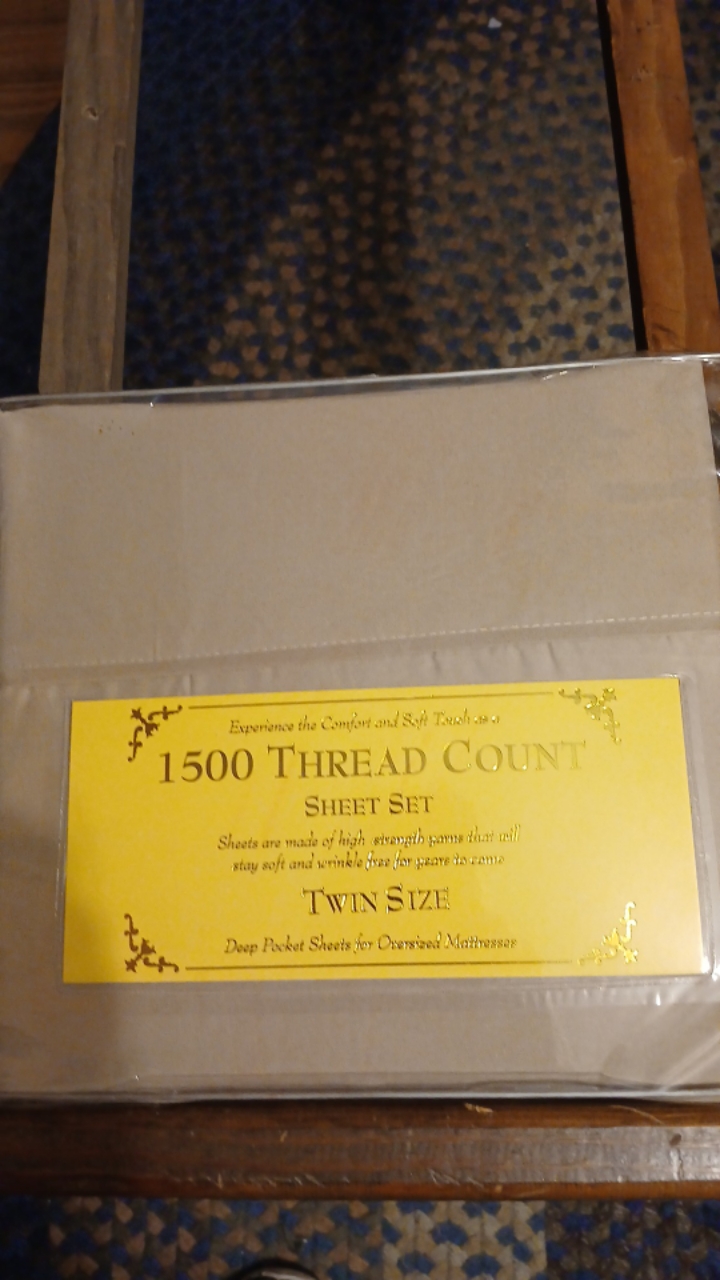 Experience the Comfort and Soft Touch as a
1500 THREAD COUNT
SHEET SET
Sheets are made of high strength yarns that will
stay soft and wrinkle free for years to come
TWIN SIZE
Deep Pocket Sheets for Oversized Mattresses